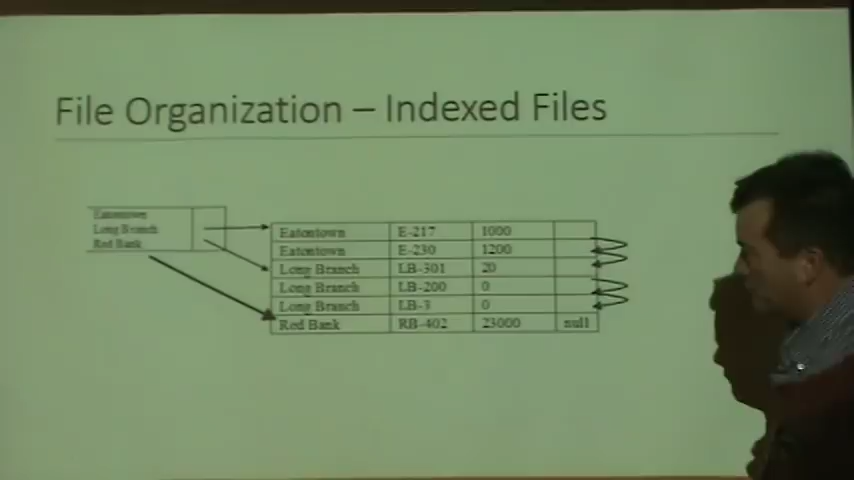 File Organization – Indexed Files
Eatontown
Long Branch
Red Bank
Eatontown E-217 1000
Eatontown E-230 1200
Long Branch LB-301 20
Long Branch LB-200 0
Long Branch LB-3 0
Red Bank RB-402 23000 null